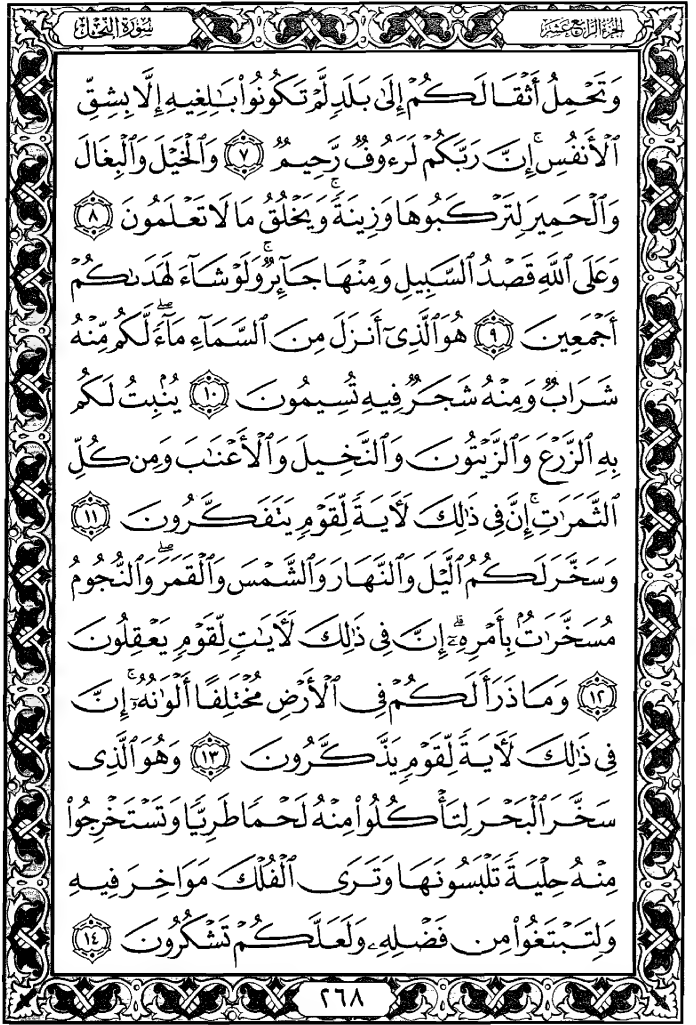 الجزء الرابع عشر
سورة النحل
وَتَحْمِلُ أَثْقَالَكُمْ إِلَىٰ بَلَدٍ لَّمْ تَكُونُوا۟ بَـٰلِغِيهِ إِلَّا بِشِقِّ
ٱلْأَنفُسِ ۚ إِنَّ رَبَّكُمْ لَرَءُوفٌ رَّحِيمٌ ٧ وَٱلْخَيْلَ وَٱلْبِغَالَ
وَٱلْحَمِيرَ لِتَرْكَبُوهَا وَزِينَةً ۚ وَيَخْلُقُ مَا لَا تَعْلَمُونَ ٨
وَعَلَى ٱللَّهِ قَصْدُ ٱلسَّبِيلِ وَمِنْهَا جَآئِرٌ ۚ وَلَوْ شَآءَ لَهَدَىٰكُمْ
أَجْمَعِينَ ٩ هُوَ ٱلَّذِىٓ أَنزَلَ مِنَ ٱلسَّمَآءِ مَآءً ۖ لَّكُم مِّنْهُ
شَرَابٌ وَمِنْهُ شَجَرٌ فِيهِ تُسِيمُونَ ١٠ يُنۢبِتُ لَكُم
بِهِ ٱلزَّرْعَ وَٱلزَّيْتُونَ وَٱلنَّخِيلَ وَٱلْأَعْنَـٰبَ وَمِن كُلِّ
ٱلثَّمَرَٰتِ ۗ إِنَّ فِى ذَٰلِكَ لَـَٔايَةً لِّقَوْمٍ يَتَفَكَّرُونَ ١١
وَسَخَّرَ لَكُمُ ٱلَّيْلَ وَٱلنَّهَارَ وَٱلشَّمْسَ وَٱلْقَمَرَ ۖ وَٱلنُّجُومُ
مُسَخَّرَٰتٌۢ بِأَمْرِهِۦٓ ۗ إِنَّ فِى ذَٰلِكَ لَـَٔايَـٰتٍ لِّقَوْمٍ يَعْقِلُونَ
١٢ وَمَا ذَرَأَ لَكُمْ فِى ٱلْأَرْضِ مُخْتَلِفًا أَلْوَٰنُهُۥٓ ۗ إِنَّ
فِى ذَٰلِكَ لَـَٔايَةً لِّقَوْمٍ يَذَّكَّرُونَ ١٣ وَهُوَ ٱلَّذِى
سَخَّرَ ٱلْبَحْرَ لِتَأْكُلُوا۟ مِنْهُ لَحْمًا طَرِيًّا وَتَسْتَخْرِجُوا۟
مِنْهُ حِلْيَةً تَلْبَسُونَهَا وَتَرَى ٱلْفُلْكَ مَوَاخِرَ فِيهِ
وَلِتَبْتَغُوا۟ مِن فَضْلِهِۦ وَلَعَلَّكُمْ تَشْكُرُونَ ١٤
٢٦٨